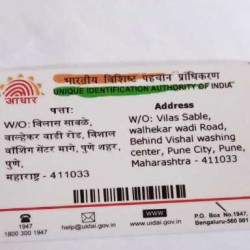 भारतीय विशिष्ट पहचान प्राधिकरण
UNIQUE IDENTIFICATION AUTHORITY OF INDIA
आधार
पत्ता:
W/O: विलास साबळे,
वाल्हेकर वाडी रोड, विशाल
वॉशिंग सेंटर मागे, पुणे शहर,
पुणे,
महाराष्ट्र - 411033
Address
W/O: Vilas Sable,
walhekar wadi Road,
Behind Vishal washing
center, Pune City, Pune,
Maharashtra - 411033
1947
1800 300 1947
help@uidai.gov.in
www.uidai.gov.in
P.O. Box No.1947,
Bengaluru-560 001